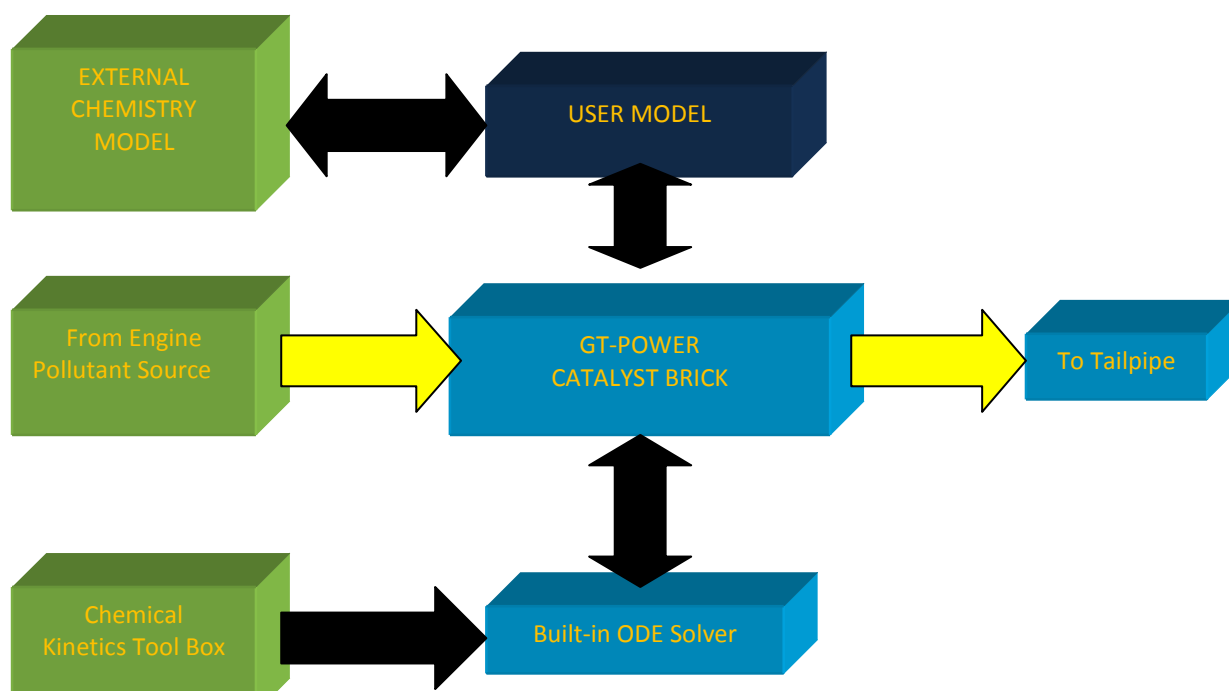 EXTERNAL
CHEMISTRY
MODEL
USER MODEL
From Engine
Pollutant Source
GT-POWER
CATALYST BRICK
To Tailpipe
Chemical
Kinetics Tool Box
Built-in ODE Solver